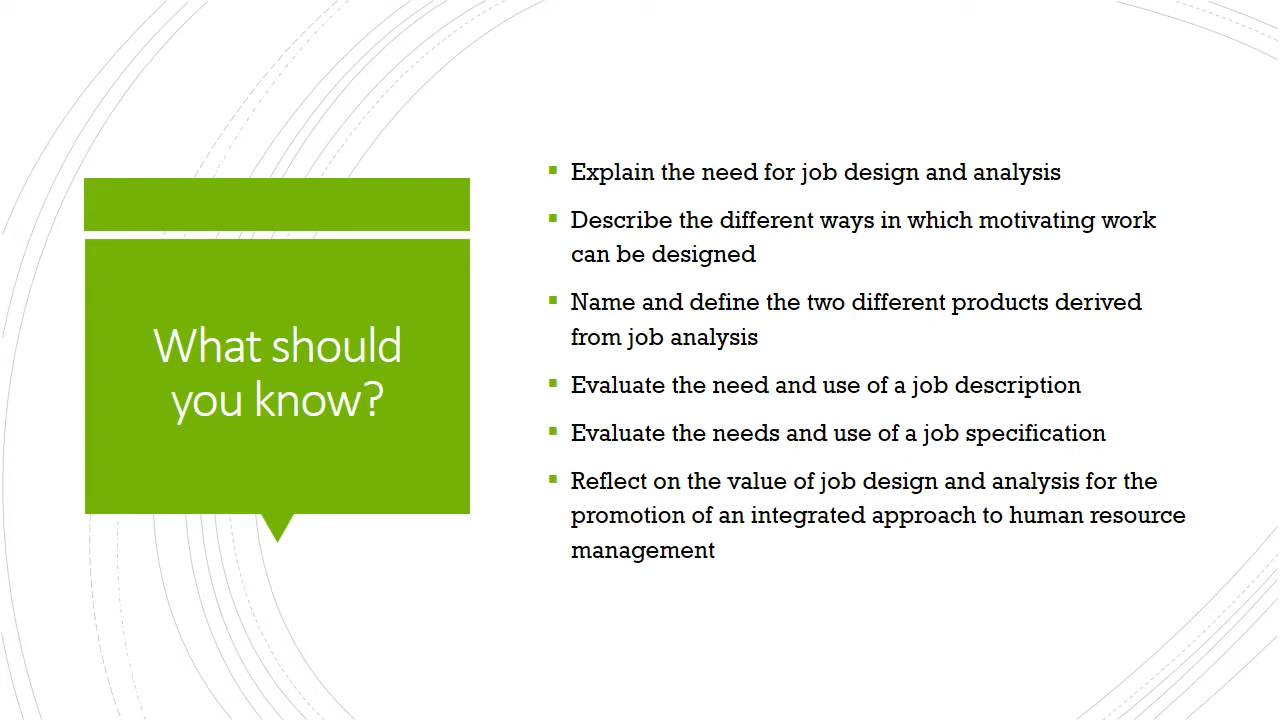 What should
you know?
Explain the need for job design and analysis
Describe the different ways in which motivating work
can be designed
Name and define the two different products derived
from job analysis
Evaluate the need and use of a job description
Evaluate the needs and use of a job specification
Reflect on the value of job design and analysis for the
promotion of an integrated approach to human resource
management